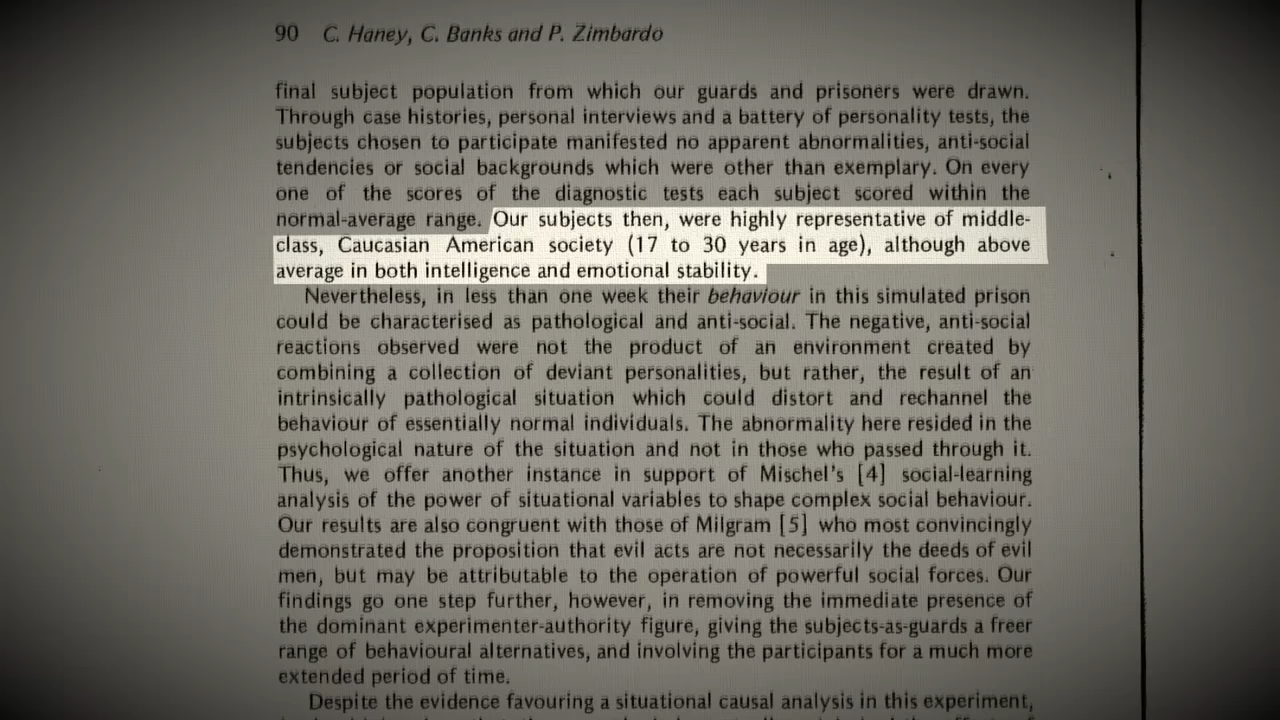 90 C. Haney, C. Banks and P. Zimbardo
final subject population from which our guards and prisoners were drawn.
Through case histories, personal interviews and a battery of personality tests, the
subjects chosen to participate manifested no apparent abnormalities, anti-social
tendencies or social backgrounds which were other than exemplary. On every
one of the scores of the diagnostic tests each subject scored within the
normal-average range. Our subjects then, were highly representative of middle-
class, Caucasian American society (17 to 30 years in age), although above
average in both intelligence and emotional stability.
Nevertheless, in less than one week their behaviour in this simulated prison
could be characterised as pathological and anti-social. The negative, anti-social
reactions observed were not the product of an environment created by
combining a collection of deviant personalities, but rather, the result of an
intrinsically pathological situation which could distort and rechannel the
behaviour of essentially normal individuals. The abnormality here resided in the
psychological nature of the situation and not in those who passed through it.
Thus, we offer another instance in support of Mischel's [4] social-learning
analysis of the power of situational variables to shape complex social behaviour.
Our results are also congruent with those of Milgram [5] who most convincingly
demonstrated the proposition that evil acts are not necessarily the deeds of evil
men, but may be attributable to the operation of powerful social forces. Our
findings go one step further, however, in removing the immediate presence of
the dominant experimenter-authority figure, giving the subjects-as-guards a freer
range of behavioural alternatives, and involving the participants for a much more
extended period of time.
Despite the evidence favouring a situational causal analysis in this experiment,